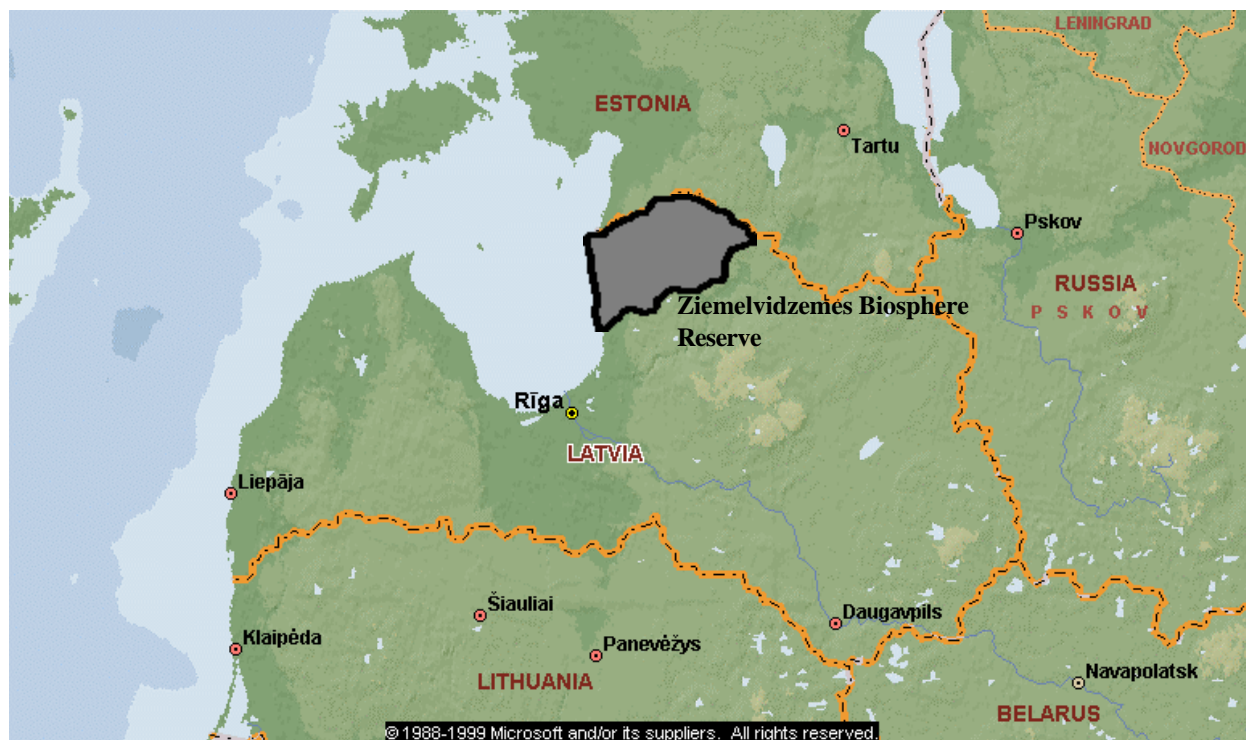 LENINGRAD
ESTONIA
Tartu
NOVGOROD
Pskov
RUSSIA
PSKOV
Ziemelvidzemes Biosphere
Reserve
Rīga
LATVIA
Liepāja
Šiauliai
Daugavpils
Klaipėda
Panevėžys
Navapolatsk
LITHUANIA
BELARUS
© 1988-1999 Microsoft and/or its suppliers. All rights reserved.